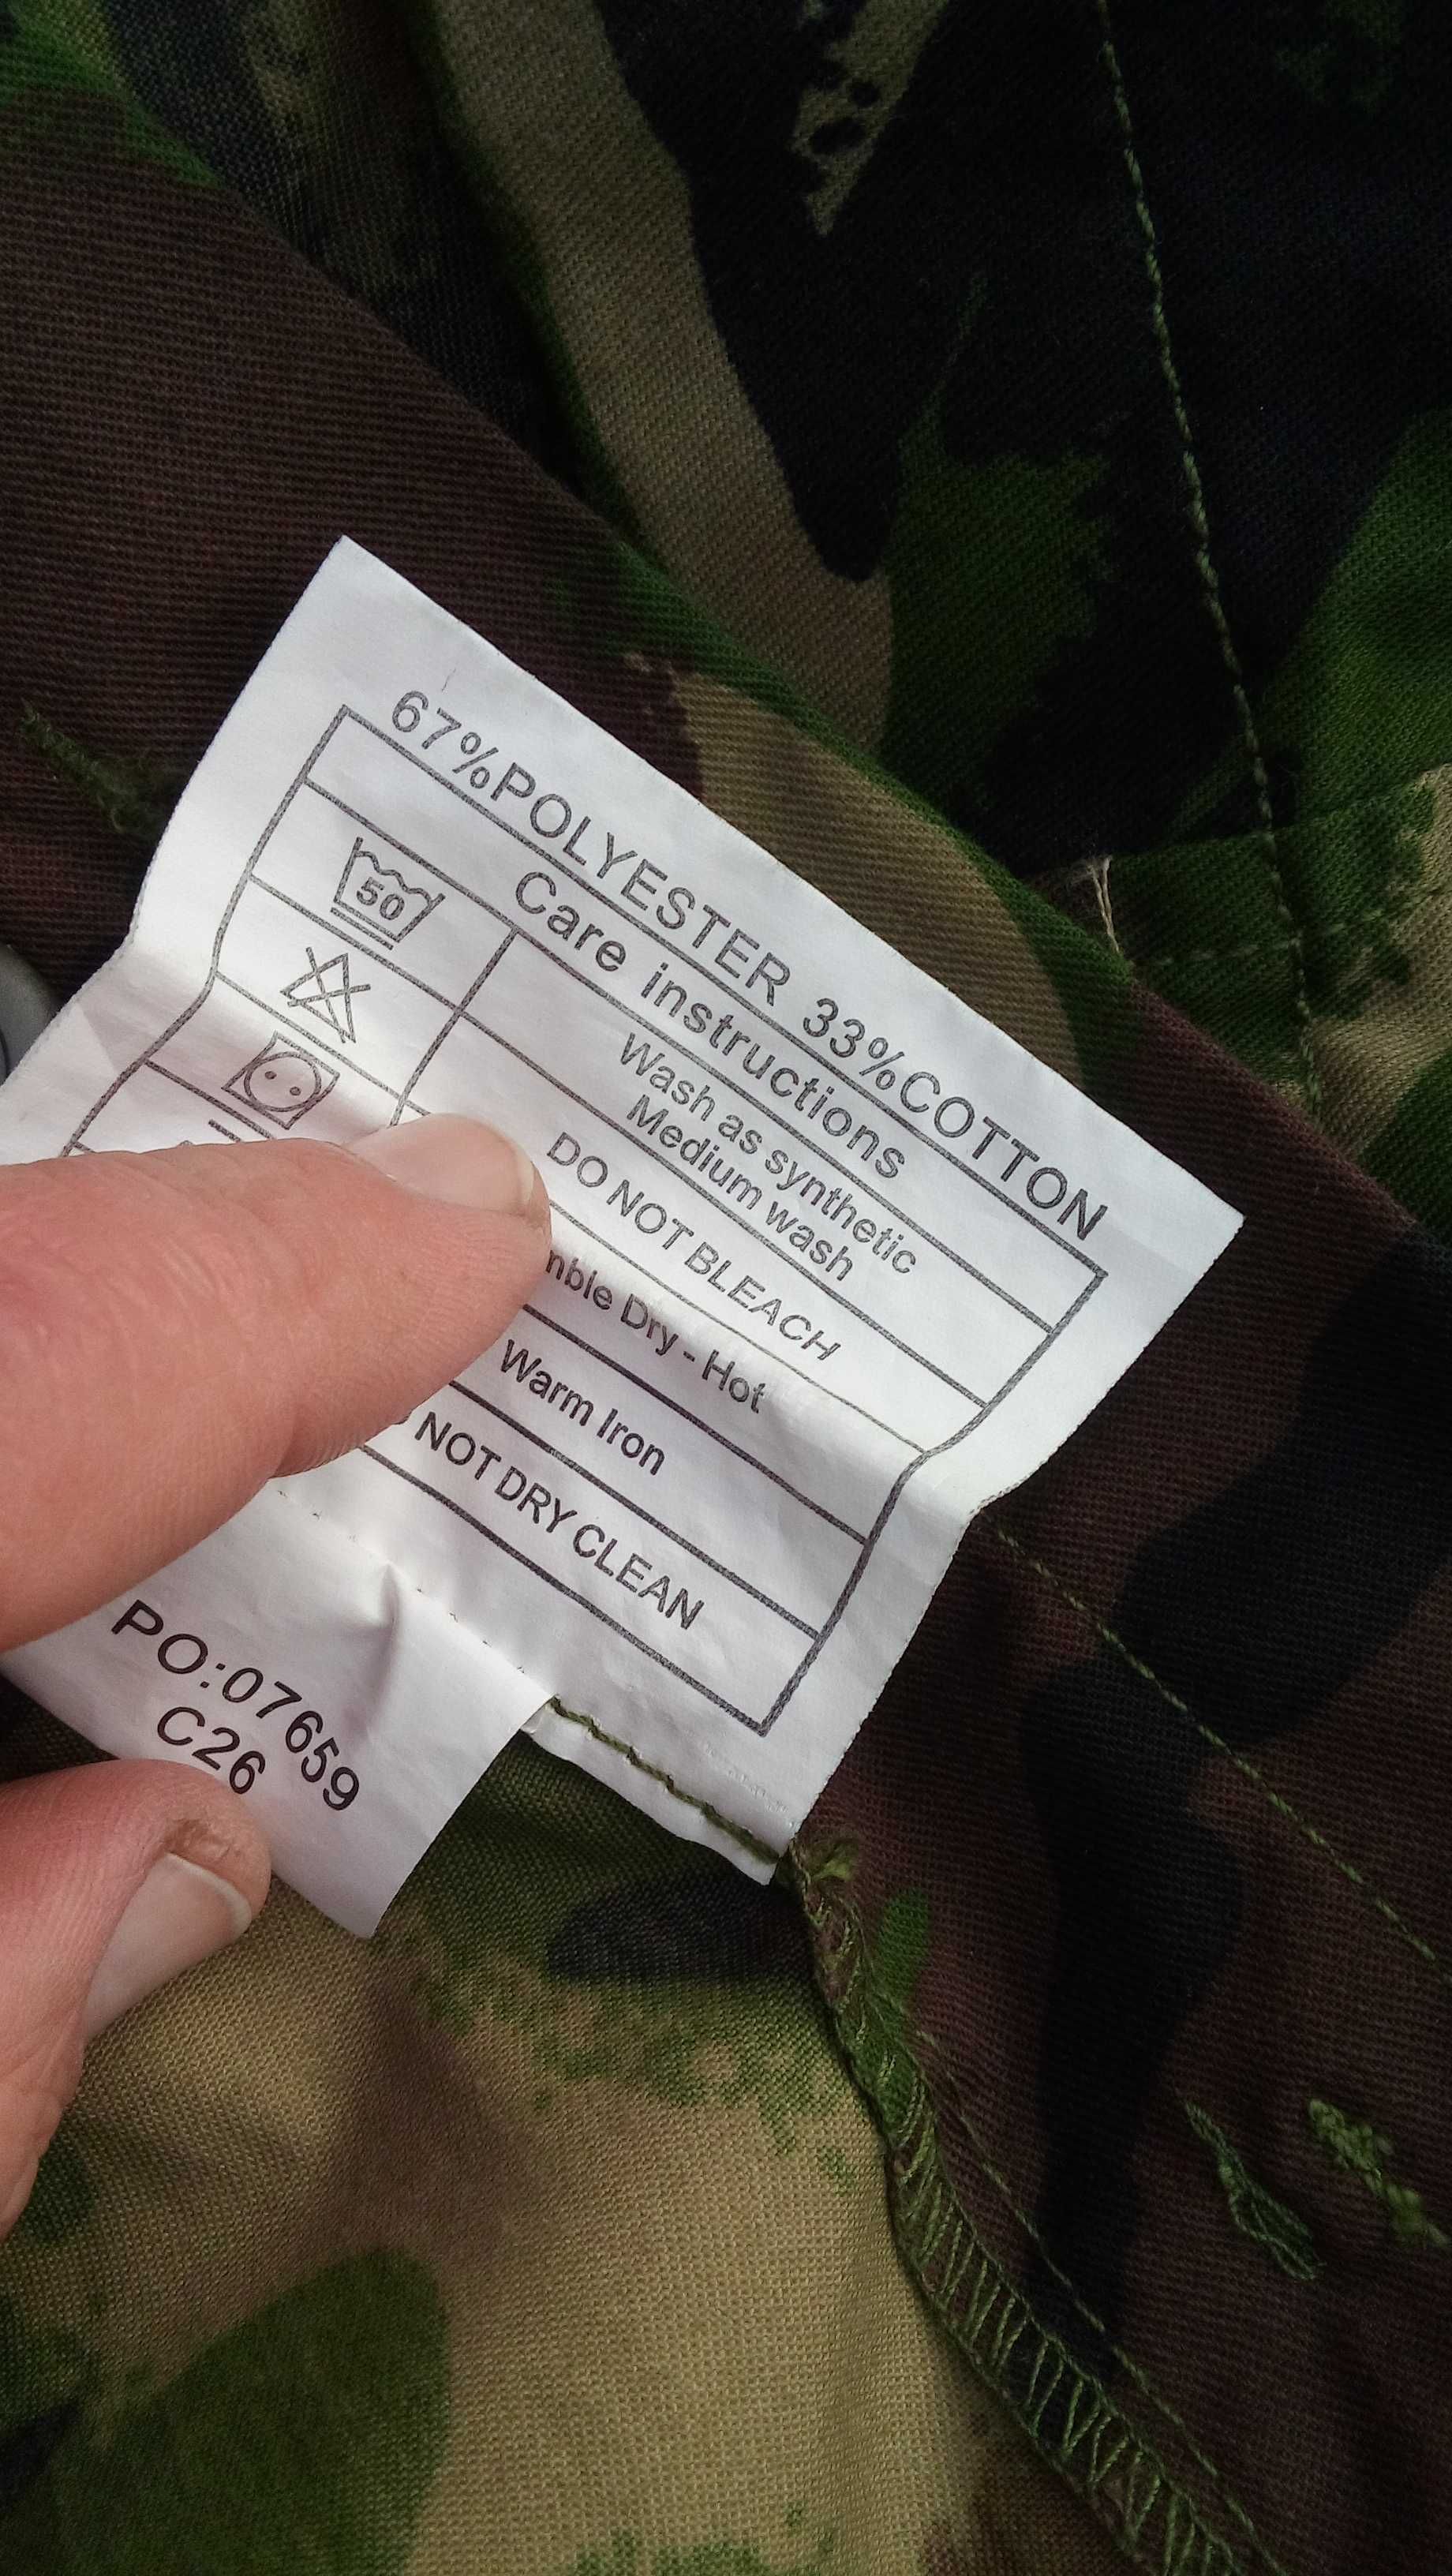 67%POLYESTER 33%COTTON
Care instructions
50
Wash as synthetic
Medium wash
DO NOT BLEACH
mble Dry - Hot
Warm Iron
NOT DRY CLEAN
PO:07659
C26